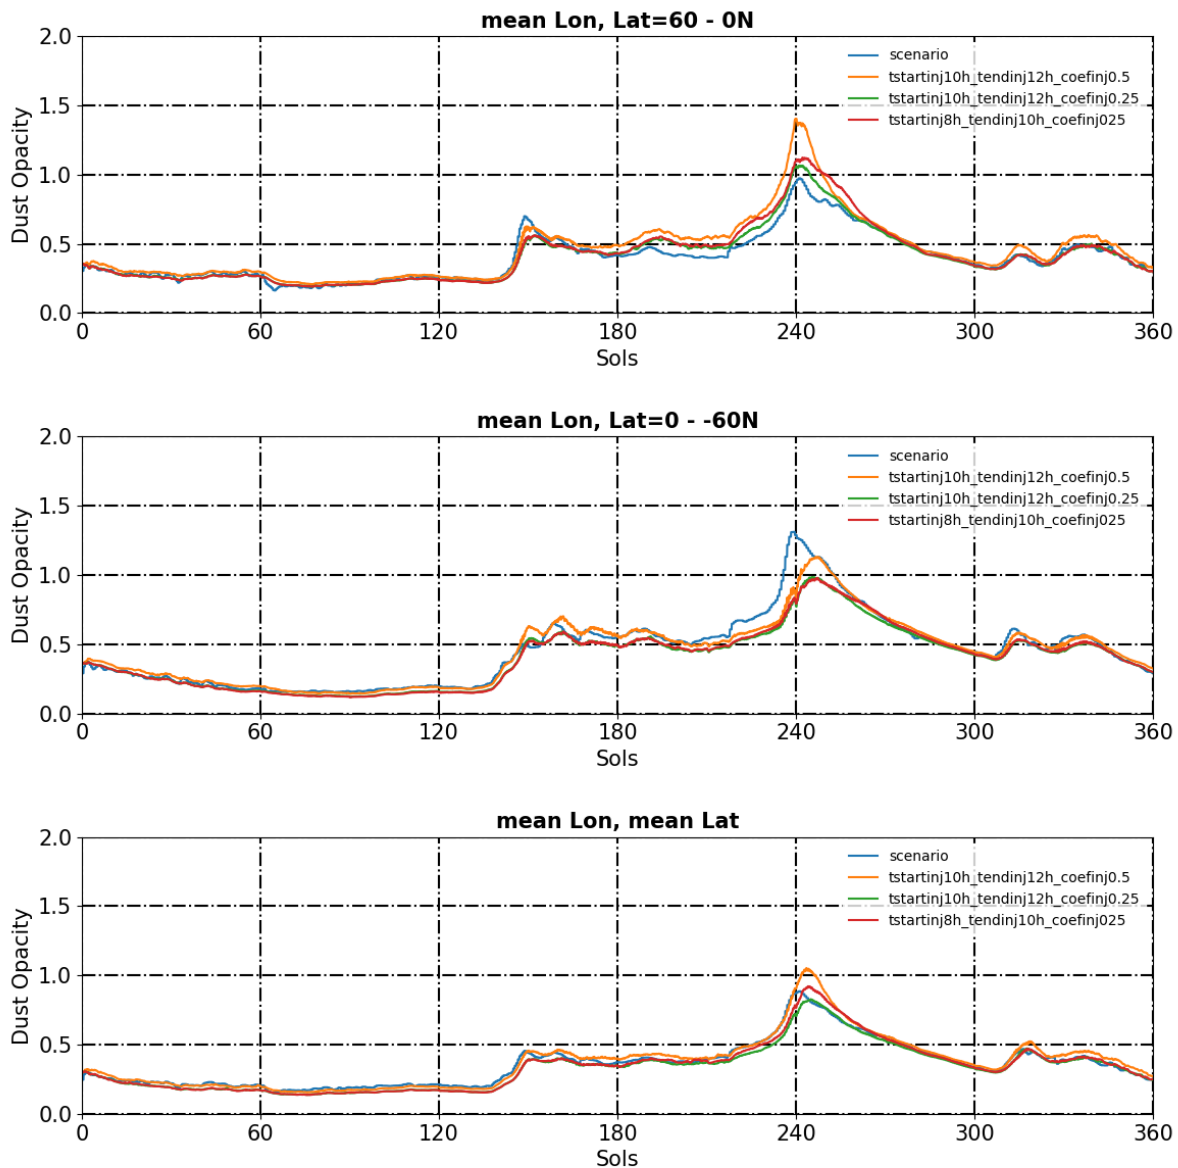 mean Lon, Lat=60 - 0N
2.0
1.5
1.0
0.5
0.0
Dust Opacity
scenario
tstartinj10h_tendinj12h_coefinj0.5
tstartinj10h_tendinj12h_coefinj0.25
tstartinj8h_tendinj10h_coefinj025
0 60 120 180 240 300 360
Sols
mean Lon, Lat=0 - -60N
2.0
1.5
1.0
0.5
0.0
Dust Opacity
scenario
tstartinj10h_tendinj12h_coefinj0.5
tstartinj10h_tendinj12h_coefinj0.25
tstartinj8h_tendinj10h_coefinj025
0 60 120 180 240 300 360
Sols
mean Lon, mean Lat
2.0
1.5
1.0
0.5
0.0
Dust Opacity
scenario
tstartinj10h_tendinj12h_coefinj0.5
tstartinj10h_tendinj12h_coefinj0.25
tstartinj8h_tendinj10h_coefinj025
0 60 120 180 240 300 360
Sols